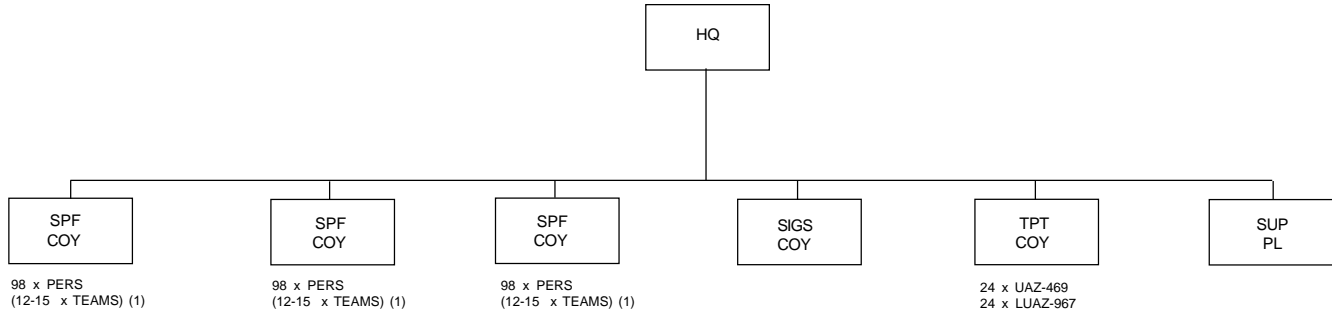 HQ
SPF
COY
98 x PERS
(12-15 x TEAMS) (1)
SPF
COY
98 x PERS
(12-15 x TEAMS) (1)
SPF
COY
98 x PERS
(12-15 x TEAMS) (1)
SIGS
COY
TPT
COY
24 x UAZ-469
24 x LUAZ-967
SUP
PL